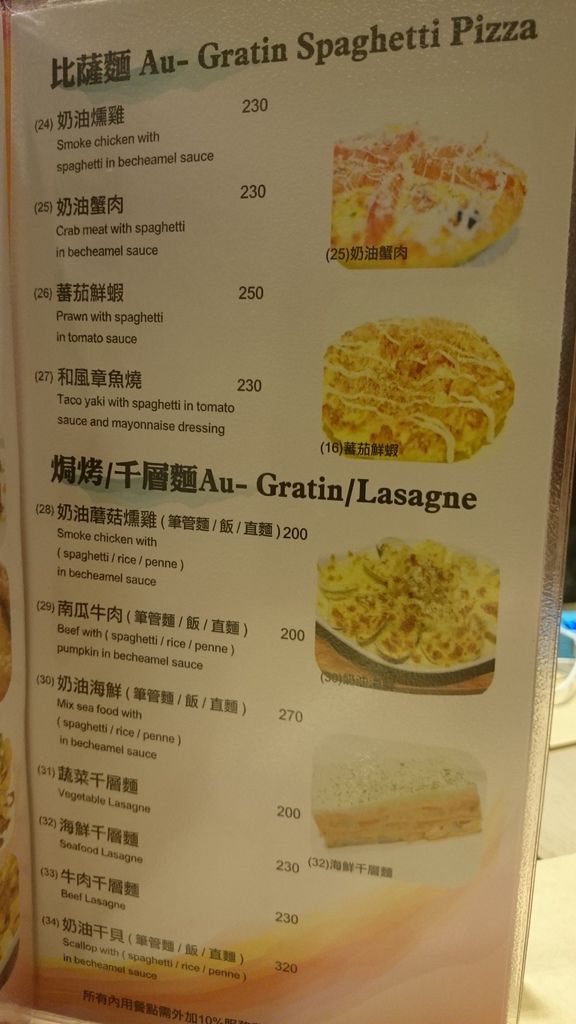 比薩麵 Au- Gratin Spaghetti Pizza
(24) 奶油燻雞 230
Smoke chicken with
spaghetti in becheamel sauce
(25) 奶油蟹肉 230
Crab meat with spaghetti
in becheamel sauce
(25)奶油蟹肉
(26) 蕃茄鮮蝦 250
Prawn with spaghetti
in tomato sauce
(27) 和風章魚燒 230
Taco yaki with spaghetti in tomato
sauce and mayonnaise dressing
(16)蕃茄鮮蝦
焗烤/千層麵Au- Gratin/Lasagne
(28) 奶油蘑菇燻雞 ( 筆管麵 / 飯 / 直麵 ) 200
Smoke chicken with
( spaghetti / rice / penne )
in becheamel sauce
(29) 南瓜牛肉 ( 筆管麵 / 飯 / 直麵 ) 200
Beef with ( spaghetti / rice / penne )
pumpkin in becheamel sauce
(30) 奶油海鮮 ( 筆管麵 / 飯 / 直麵 ) 270
Mix sea food with
( spaghetti / rice / penne )
in becheamel sauce
(30)奶油海鮮
(31) 蔬菜千層麵 200
Vegetable Lasagne
(32) 海鮮千層麵 230
Seafood Lasagne
(32)海鮮千層麵
(33) 牛肉千層麵 230
Beef Lasagne
(34) 奶油干貝 ( 筆管麵 / 飯 / 直麵 ) 320
Scallop with ( spaghetti / rice / penne )
in becheamel sauce
所有內用餐點需外加10%服務